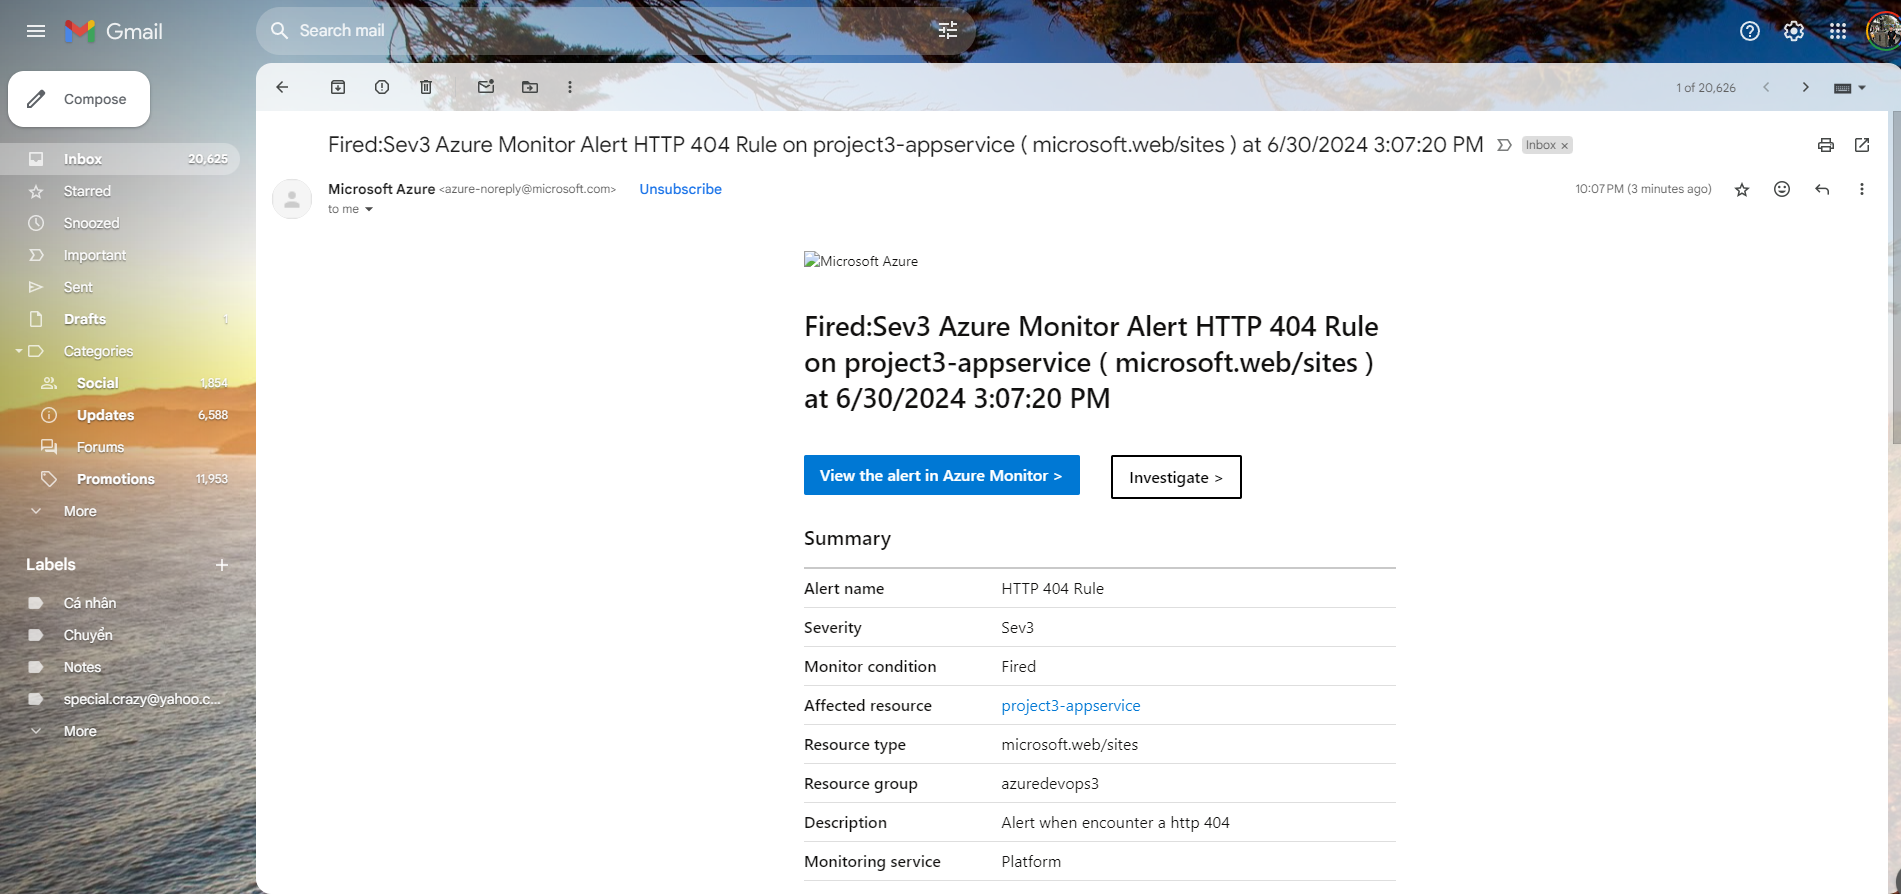 Gmail
Search mail
Compose
1 of 20,626
Inbox 20,625
Starred
Snoozed
Important
Sent
Drafts 1
Categories
Social 1,854
Updates 6,588
Forums
Promotions 11,953
More
Labels
Cá nhân
Chuyển
Notes
special.crazy@yahoo.c...
More
Fired:Sev3 Azure Monitor Alert HTTP 404 Rule on project3-appservice ( microsoft.web/sites ) at 6/30/2024 3:07:20 PM Inbox ×
Microsoft Azure <azure-noreply@microsoft.com> Unsubscribe 10:07 PM (3 minutes ago)
to me
Microsoft Azure
Fired:Sev3 Azure Monitor Alert HTTP 404 Rule
on project3-appservice ( microsoft.web/sites )
at 6/30/2024 3:07:20 PM
View the alert in Azure Monitor > Investigate >
Summary
Alert name HTTP 404 Rule
Severity Sev3
Monitor condition Fired
Affected resource project3-appservice
Resource type microsoft.web/sites
Resource group azuredevops3
Description Alert when encounter a http 404
Monitoring service Platform